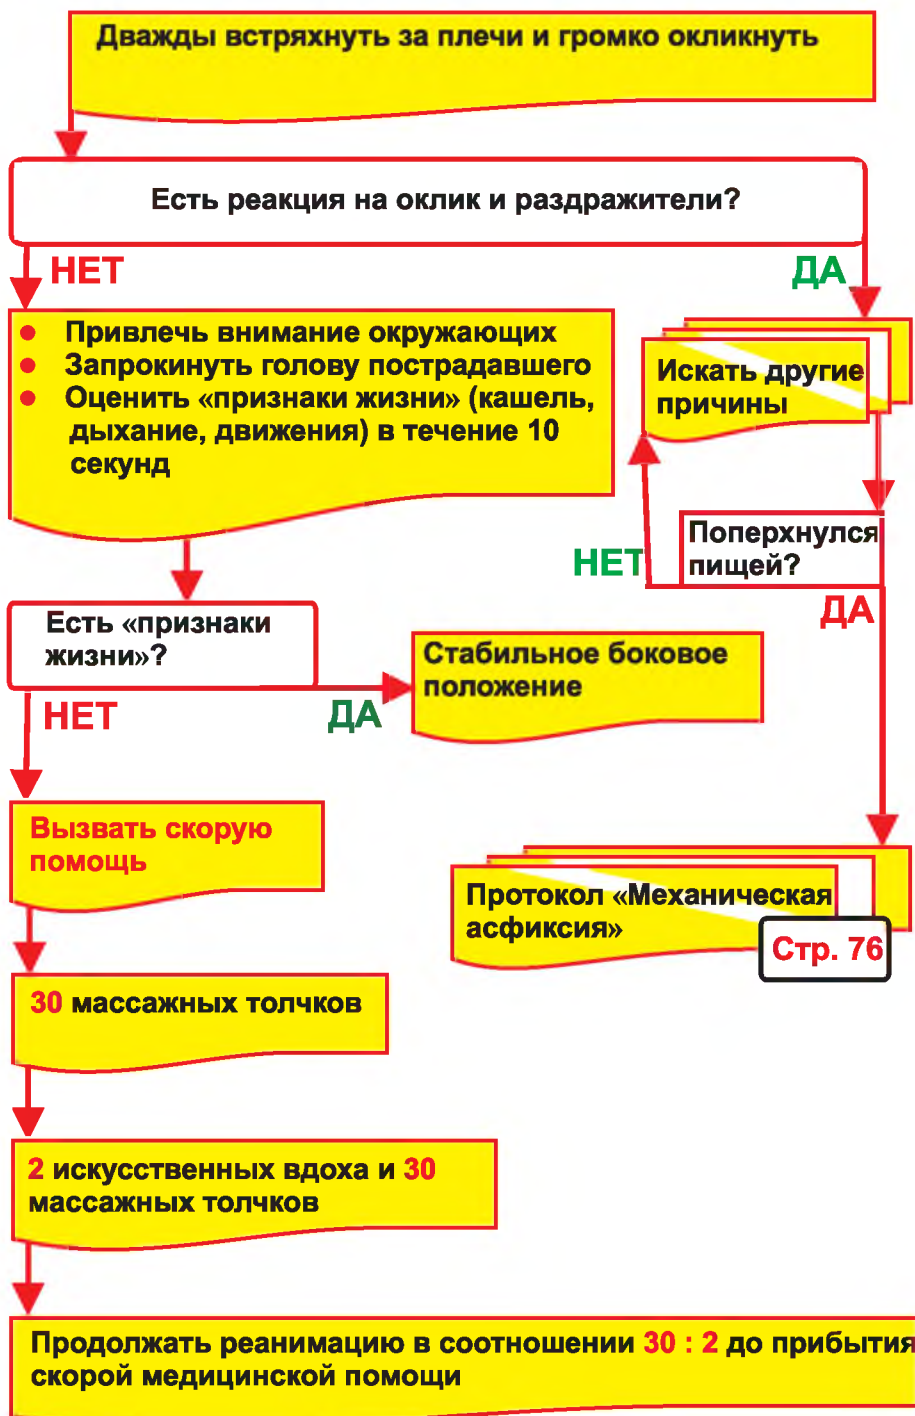 Дважды встряхнуть за плечи и громко окликнуть
Есть реакция на оклик и раздражители?
НЕТ
ДА
● Привлечь внимание окружающих
● Запрокинуть голову пострадавшего
● Оценить «признаки жизни» (кашель,
дыхание, движения) в течение 10
секунд
Искать другие
причины
Поперхнулся
пищей?
НЕТ
ДА
Есть «признаки
жизни»?
Стабильное боковое
положение
НЕТ
ДА
Вызвать скорую
помощь
Протокол «Механическая
асфиксия»
Стр. 76
30 массажных толчков
2 искусственных вдоха и 30
массажных толчков
Продолжать реанимацию в соотношении 30 : 2 до прибытия
скорой медицинской помощи